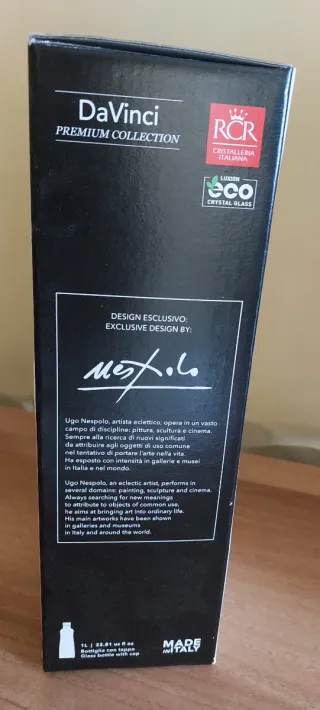 DaVinci
PREMIUM COLLECTION
RCR
CRISTALLERIA
ITALIANA
LUXION
eco
CRYSTAL GLASS
DESIGN ESCLUSIVO:
EXCLUSIVE DESIGN BY:
Nespolo
Ugo Nespolo, artista eclettico, opera in un vasto
campo di discipline: pittura, scultura e cinema.
Sempre alla ricerca di nuovi significati
da attribuire agli oggetti di uso comune
nel tentativo di portare l'arte nella vita.
Ha esposto con intensità in gallerie e musei
in Italia e nel mondo.
Ugo Nespolo, an eclectic artist, performs in
several domains: painting, sculpture and cinema.
Always searching for new meanings
to attribute to objects of common use,
he aims at bringing art into ordinary life.
His main artworks have been shown
in galleries and museums
in Italy and around the world.
1L | 33.81 us fl oz
Bottiglia con tappo
Glass bottle with cap
MADE
IN ITALY